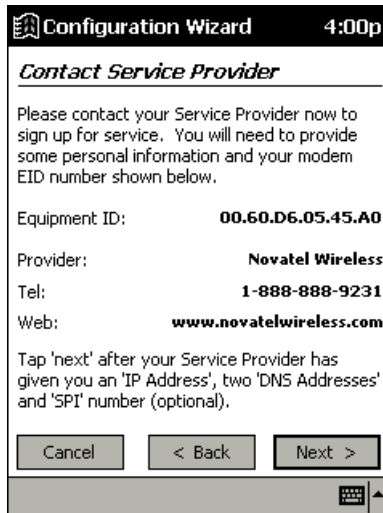 Configuration Wizard 4:00p
Contact Service Provider
Please contact your Service Provider now to
sign up for service. You will need to provide
some personal information and your modem
EID number shown below.
Equipment ID: 00.60.D6.05.45.A0
Provider: Novatel Wireless
Tel: 1-888-888-9231
Web: www.novatelwireless.com
Tap 'next' after your Service Provider has
given you an 'IP Address', two 'DNS Addresses'
and 'SPI' number (optional).
Cancel < Back Next >